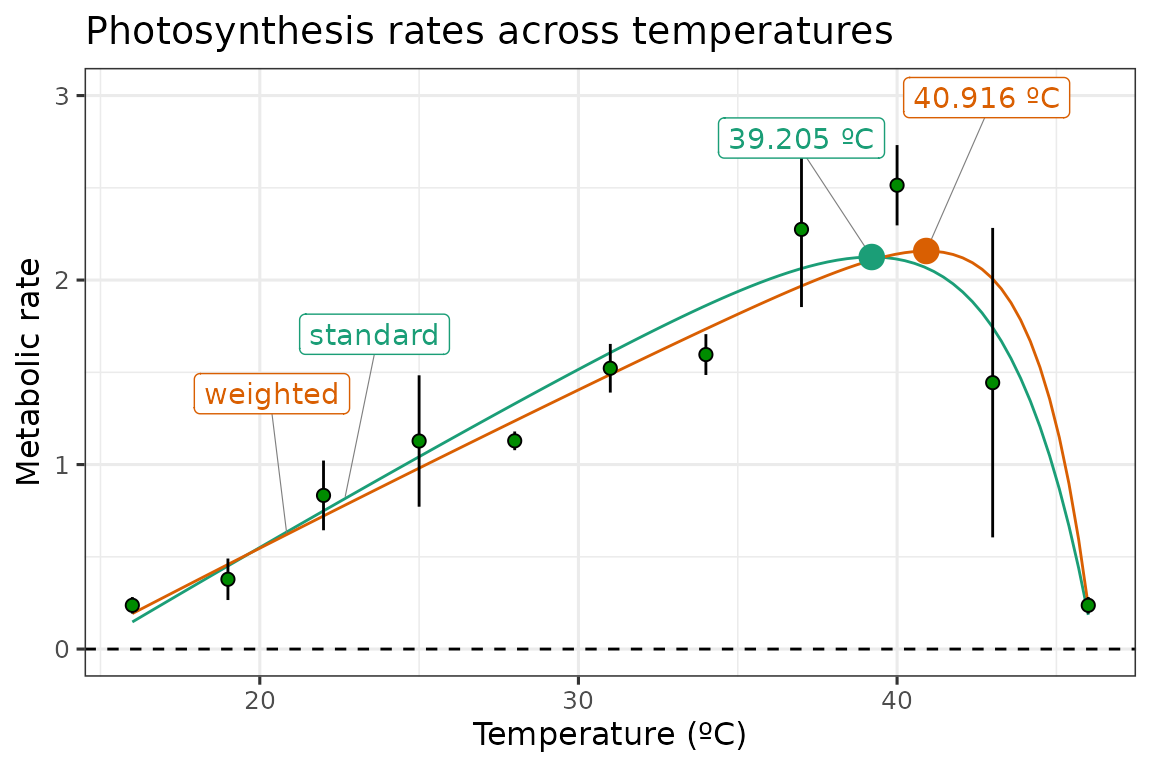 Photosynthesis rates across temperatures
3
40.916 ºC
39.205 ºC
2
standard
weighted
1
0
Metabolic rate
20 30 40
Temperature (ºC)